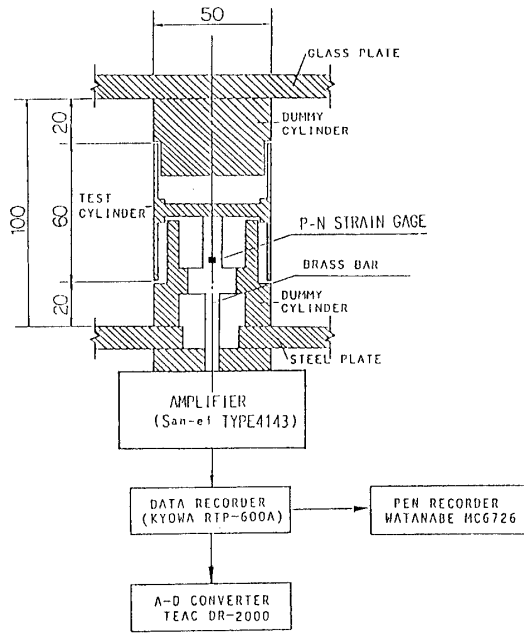 50
GLASS PLATE
20
DUMMY
CYLINDER
TEST
CYLINDER
100
60
P-N STRAIN GAGE
BRASS BAR
20
DUMMY
CYLINDER
STEEL PLATE
AMPLIFIER
(San-ei TYPE4143)
DATA RECORDER
(KYOWA RTP-600A)
PEN RECORDER
WATANABE MC6726
A-D CONVERTER
TEAC DR-2000